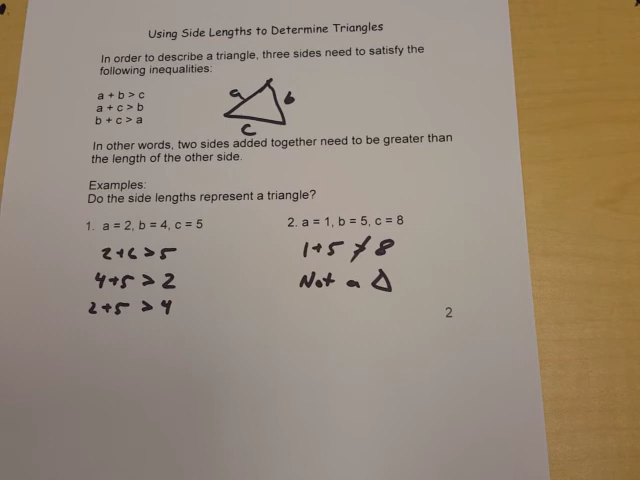 Using Side Lengths to Determine Triangles
In order to describe a triangle, three sides need to satisfy the
following inequalities:
a + b > c
a + c > b
b + c > a
a
b
c
In other words, two sides added together need to be greater than
the length of the other side.
Examples:
Do the side lengths represent a triangle?
1. a = 2, b = 4, c = 5
2+6 > 5
4+5 > 2
2+5 > 4
2. a = 1, b = 5, c = 8
1+5 ≯ 8
Not a △
2